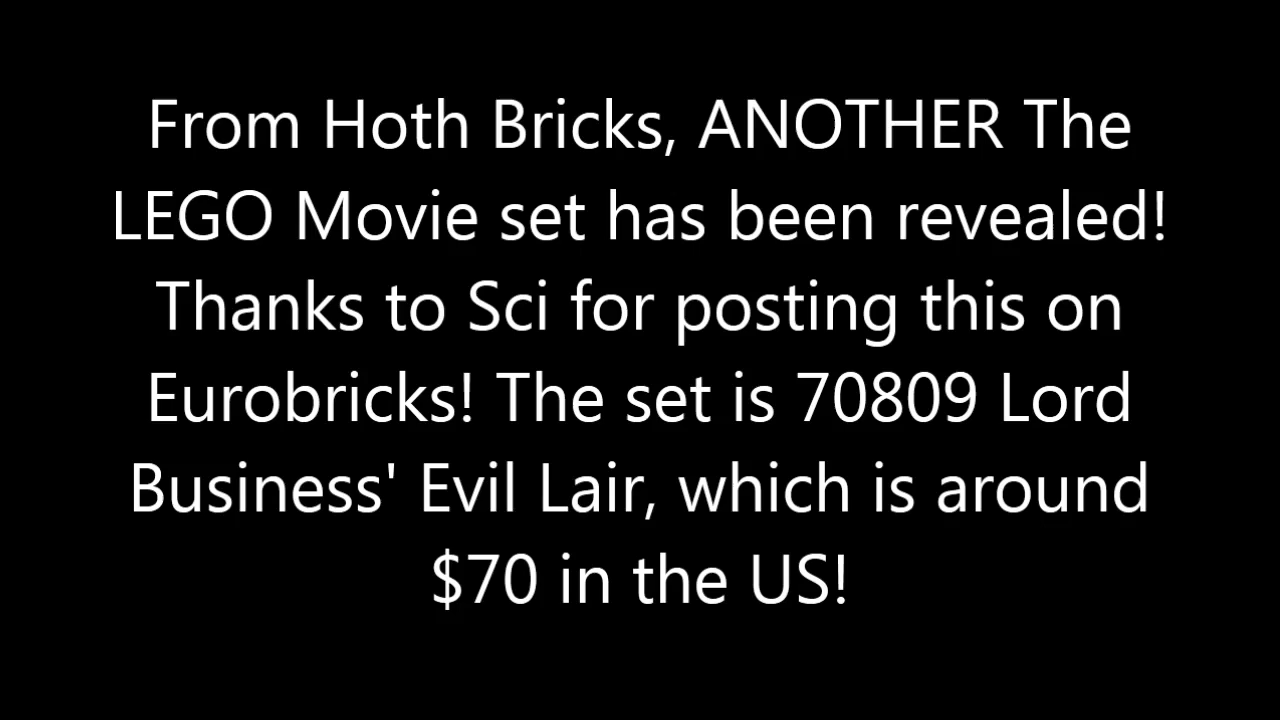 From Hoth Bricks, ANOTHER The
LEGO Movie set has been revealed!
Thanks to Sci for posting this on
Eurobricks! The set is 70809 Lord
Business' Evil Lair, which is around
$70 in the US!